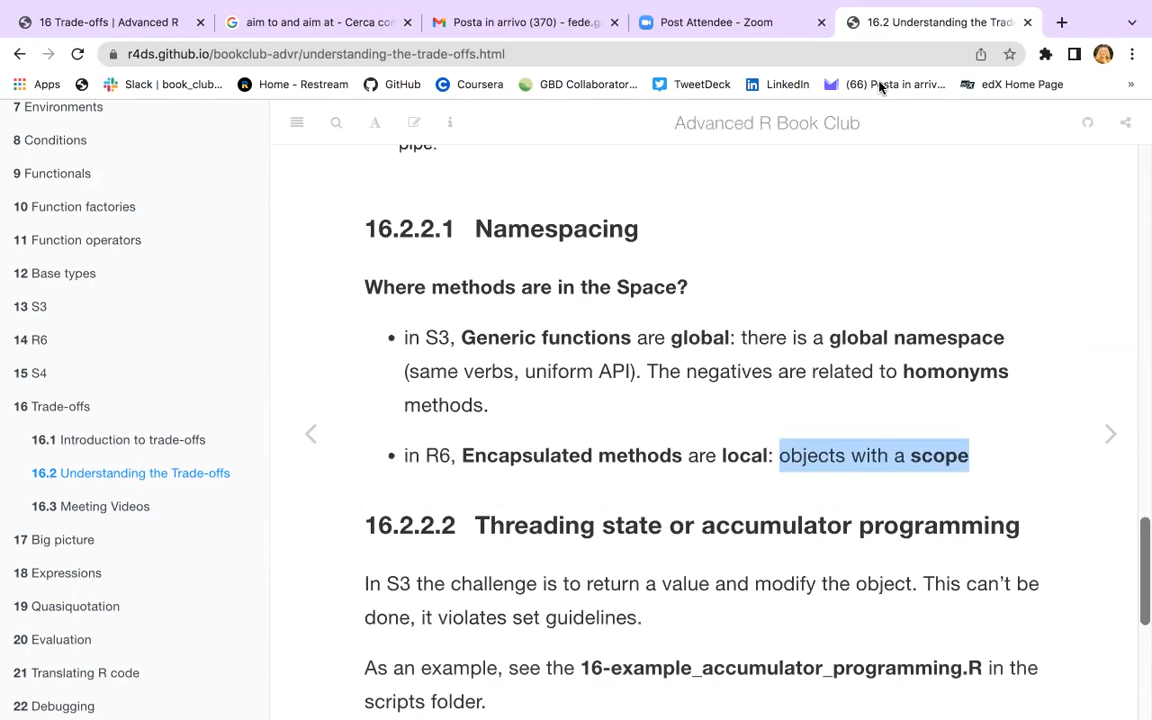 16 Trade-offs | Advanced R
aim to and aim at - Cerca co
Posta in arrivo (370) - fede.g
Post Attendee - Zoom
16.2 Understanding the Trad
r4ds.github.io/bookclub-advr/understanding-the-trade-offs.html
Apps
Slack | book_club...
Home - Restream
GitHub
Coursera
GBD Collaborator...
TweetDeck
LinkedIn
(66) Posta in arriv...
edX Home Page
»
7 Environments
8 Conditions
9 Functionals
10 Function factories
11 Function operators
12 Base types
13 S3
14 R6
15 S4
16 Trade-offs
16.1 Introduction to trade-offs
16.2 Understanding the Trade-offs
16.3 Meeting Videos
17 Big picture
18 Expressions
19 Quasiquotation
20 Evaluation
21 Translating R code
22 Debugging
Advanced R Book Club
pipe.
16.2.2.1 Namespacing
Where methods are in the Space?
• in S3, Generic functions are global: there is a global namespace
(same verbs, uniform API). The negatives are related to homonyms
methods.
• in R6, Encapsulated methods are local: objects with a scope
16.2.2.2 Threading state or accumulator programming
In S3 the challenge is to return a value and modify the object. This can't be
done, it violates set guidelines.
As an example, see the 16-example_accumulator_programming.R in the
scripts folder.